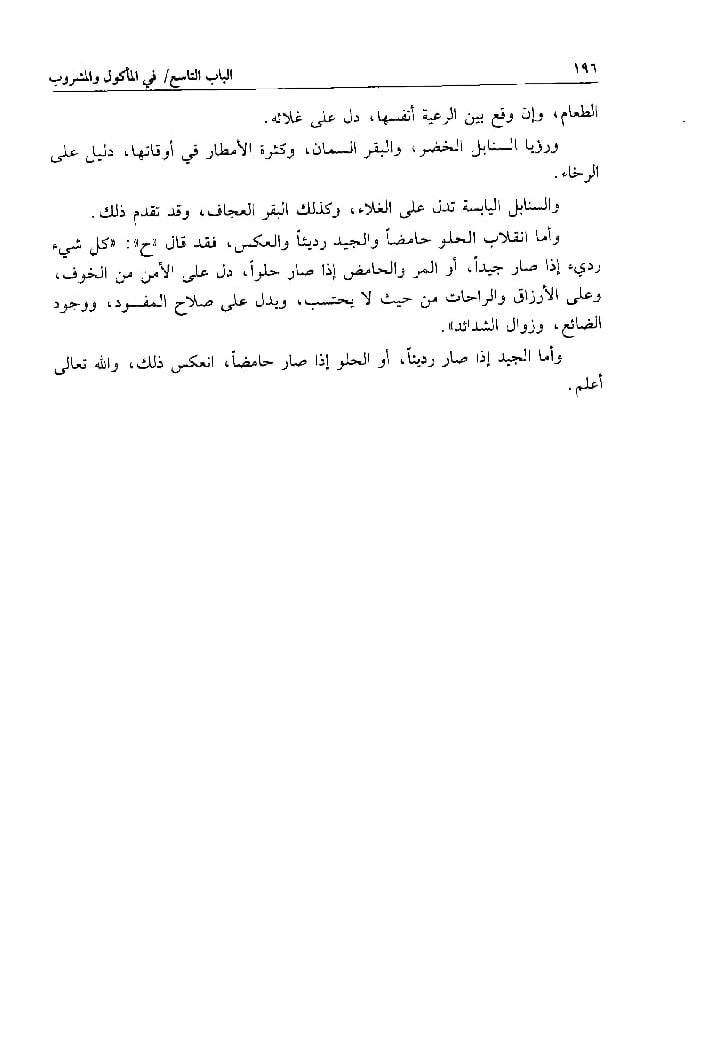 ١٩٦ الباب التاسع/ في المأكول والمشروب
الطعام، وإن وقع بين الرعية أنفسها، دل على غلائه.
ورؤيا السنابل الخضر، والبقر السمان، وكثرة الأمطار في أوقاتها، دليل على
الرخاء.
والسنابل اليابسة تدل على الغلاء، وكذلك البقر العجاف، وقد تقدم ذلك.
وأما انقلاب الحلو حامضاً والجيد رديئاً والعكس، فقد قال «ح»: «كل شيء
رديء إذا صار جيداً، أو المر والحامض إذا صار حلواً، دل على الأمن من الخوف،
وعلى الأرزاق والراحات من حيث لا يحتسب، ويدل على صلاح المفسود، ووجود
الضائع، وزوال الشدائد».
وأما الجيد إذا صار رديئاً، أو الحلو إذا صار حامضاً، انعكس ذلك، والله تعالى
أعلم.